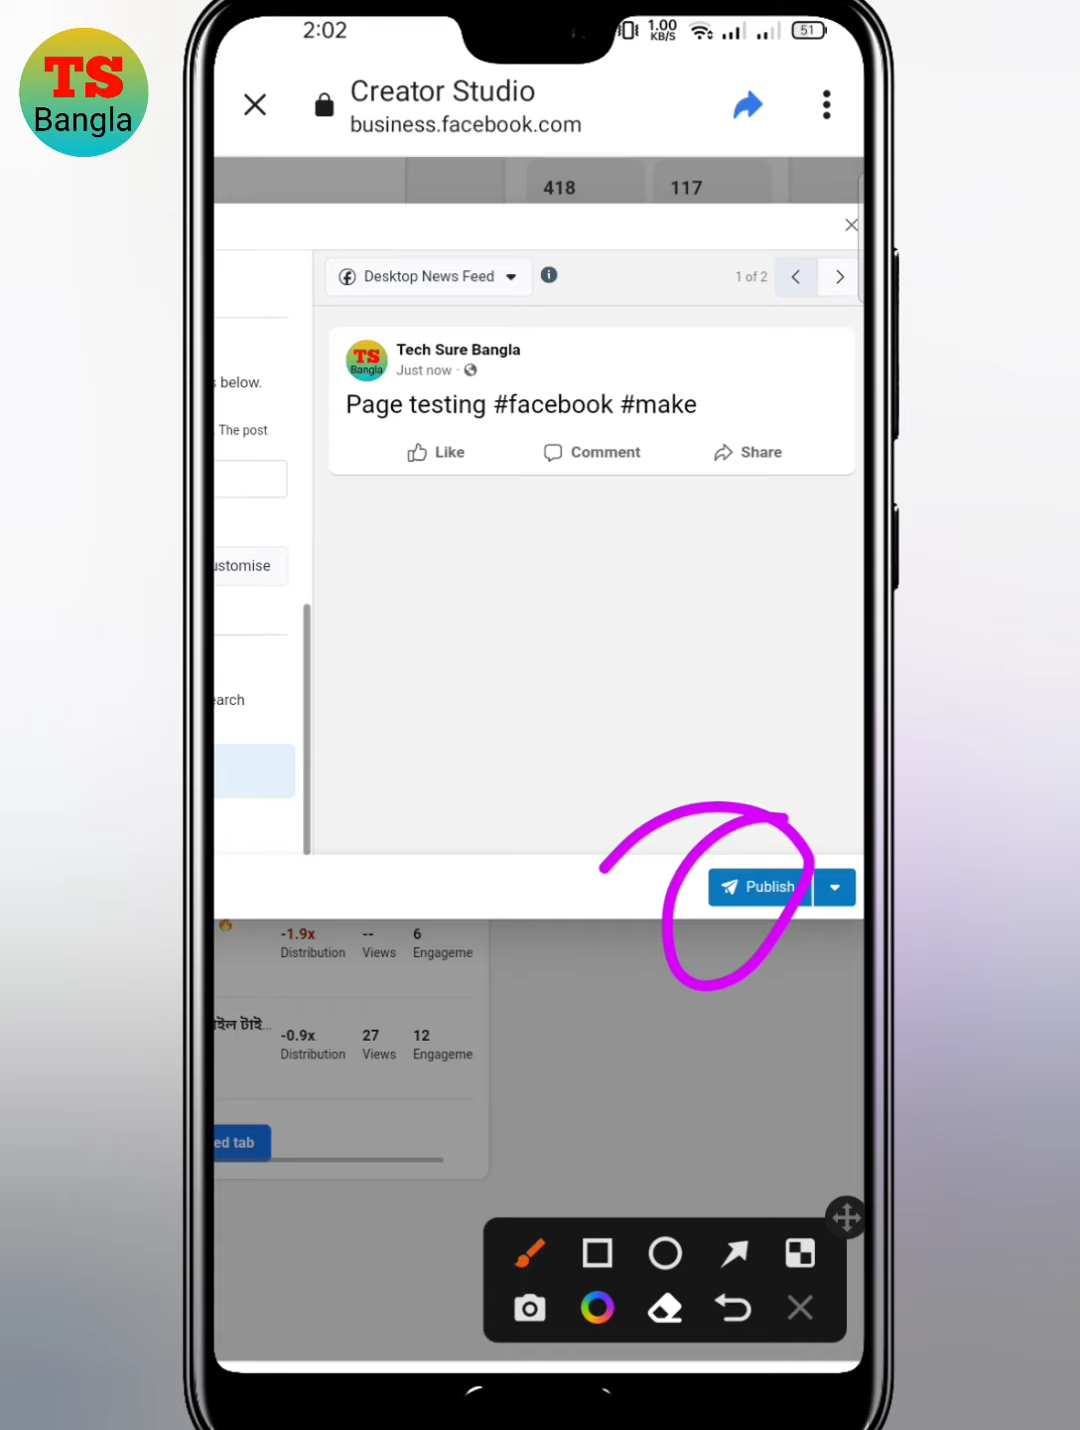 TS
Bangla
2:02
1.00
KB/S
51
Creator Studio
business.facebook.com
418
117
Desktop News Feed
1 of 2
TS
Bangla
Tech Sure Bangla
Just now
Page testing #facebook #make
Like
Comment
Share
below.
The post
ustomise
earch
Publish
-1.9x
--
6
Distribution
Views
Engageme
টাই...
-0.9x
27
12
Distribution
Views
Engageme
ed tab